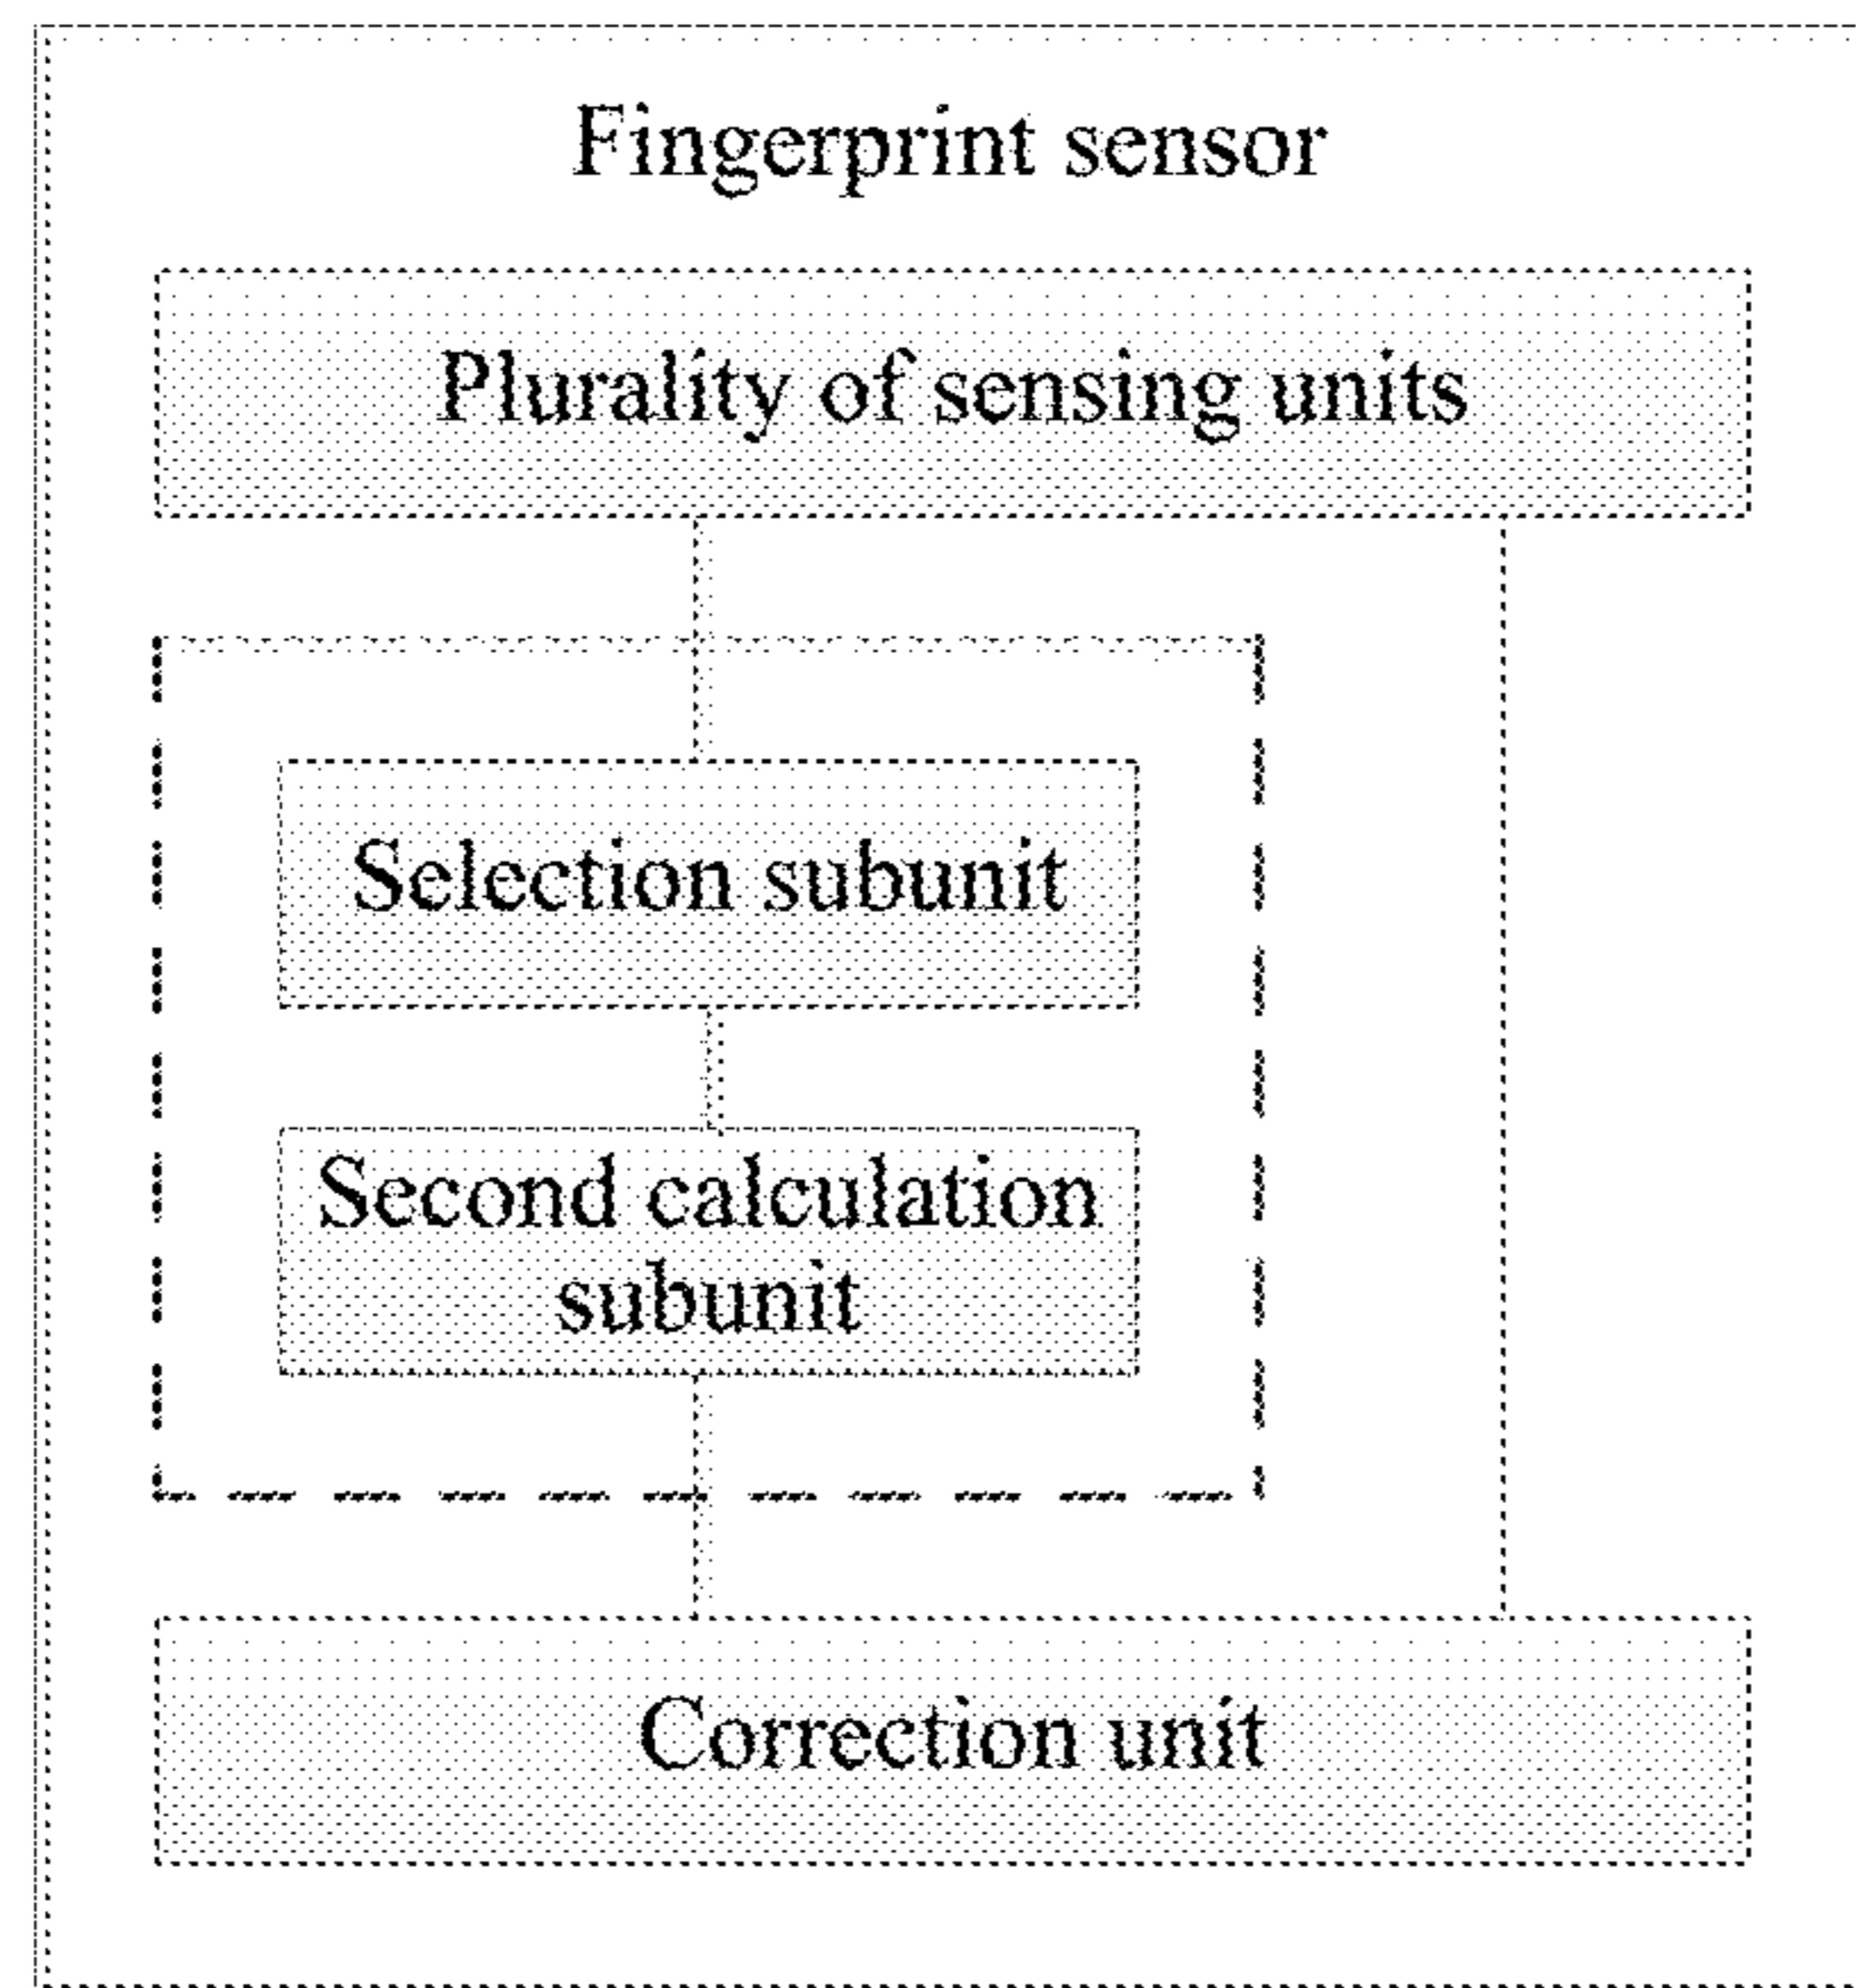 Fingerprint sensor
Plurality of sensing units
Selection subunit
Second calculation
subunit
Correction unit